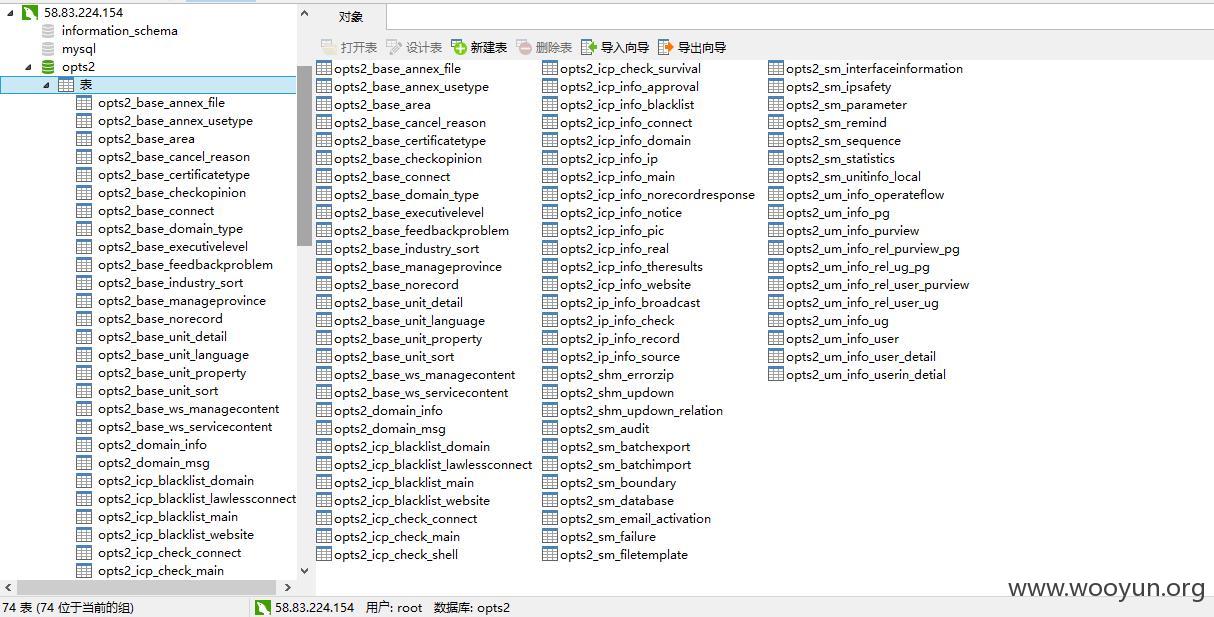 58.83.224.154
information_schema
mysql
opts2
表
opts2_base_annex_file
opts2_base_annex_usetype
opts2_base_area
opts2_base_cancel_reason
opts2_base_certificatetype
opts2_base_checkopinion
opts2_base_connect
opts2_base_domain_type
opts2_base_executivelevel
opts2_base_feedbackproblem
opts2_base_industry_sort
opts2_base_manageprovince
opts2_base_norecord
opts2_base_unit_detail
opts2_base_unit_language
opts2_base_unit_property
opts2_base_unit_sort
opts2_base_ws_managecontent
opts2_base_ws_servicecontent
opts2_domain_info
opts2_domain_msg
opts2_icp_blacklist_domain
opts2_icp_blacklist_lawlessconnect
opts2_icp_blacklist_main
opts2_icp_blacklist_website
opts2_icp_check_connect
opts2_icp_check_main
对象
打开表 设计表 新建表 删除表 导入向导 导出向导
opts2_base_annex_file
opts2_base_annex_usetype
opts2_base_area
opts2_base_cancel_reason
opts2_base_certificatetype
opts2_base_checkopinion
opts2_base_connect
opts2_base_domain_type
opts2_base_executivelevel
opts2_base_feedbackproblem
opts2_base_industry_sort
opts2_base_manageprovince
opts2_base_norecord
opts2_base_unit_detail
opts2_base_unit_language
opts2_base_unit_property
opts2_base_unit_sort
opts2_base_ws_managecontent
opts2_base_ws_servicecontent
opts2_domain_info
opts2_domain_msg
opts2_icp_blacklist_domain
opts2_icp_blacklist_lawlessconnect
opts2_icp_blacklist_main
opts2_icp_blacklist_website
opts2_icp_check_connect
opts2_icp_check_main
opts2_icp_check_shell
opts2_icp_check_survival
opts2_icp_info_approval
opts2_icp_info_blacklist
opts2_icp_info_connect
opts2_icp_info_domain
opts2_icp_info_ip
opts2_icp_info_main
opts2_icp_info_norecordresponse
opts2_icp_info_notice
opts2_icp_info_pic
opts2_icp_info_real
opts2_icp_info_theresults
opts2_icp_info_website
opts2_ip_info_broadcast
opts2_ip_info_check
opts2_ip_info_record
opts2_ip_info_source
opts2_shm_errorzip
opts2_shm_updown
opts2_shm_updown_relation
opts2_sm_audit
opts2_sm_batchexport
opts2_sm_batchimport
opts2_sm_boundary
opts2_sm_database
opts2_sm_email_activation
opts2_sm_failure
opts2_sm_filetemplate
opts2_sm_interfaceinformation
opts2_sm_ipsafety
opts2_sm_parameter
opts2_sm_remind
opts2_sm_sequence
opts2_sm_statistics
opts2_sm_unitinfo_local
opts2_um_info_operateflow
opts2_um_info_pg
opts2_um_info_purview
opts2_um_info_rel_purview_pg
opts2_um_info_rel_ug_pg
opts2_um_info_rel_user_purview
opts2_um_info_rel_user_ug
opts2_um_info_ug
opts2_um_info_user
opts2_um_info_user_detail
opts2_um_info_userin_detial
www.wooyun.org
74 表 (74 位于当前的组) 58.83.224.154 用户: root 数据库: opts2